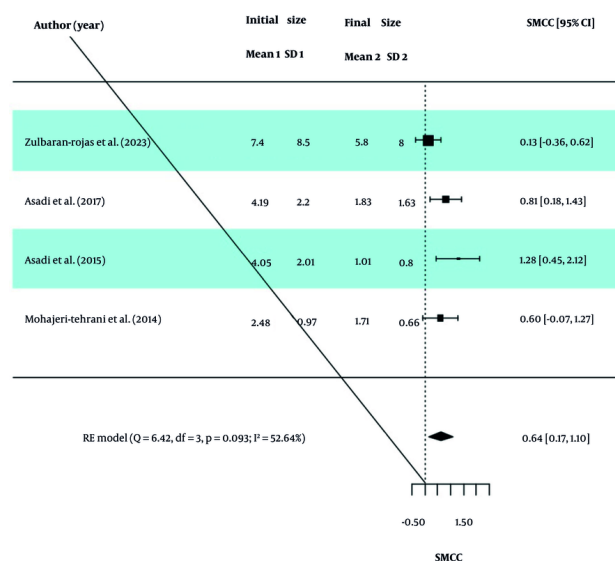 Author (year) Initial size Final Size SMCC [95% CI]
Mean 1 SD 1 Mean 2 SD 2
Zulbaran-rojas et al. (2023) 7.4 8.5 5.8 8 0.13 [-0.36, 0.62]
Asadi et al. (2017) 4.19 2.2 1.83 1.63 0.81 [0.18, 1.43]
Asadi et al. (2015) 4.05 2.01 1.01 0.8 1.28 [0.45, 2.12]
Mohajeri-tehrani et al. (2014) 2.48 0.97 1.71 0.66 0.60 [-0.07, 1.27]
RE model (Q = 6.42, df = 3, p = 0.093; I² = 52.64%) 0.64 [0.17, 1.10]
-0.50 1.50
SMCC